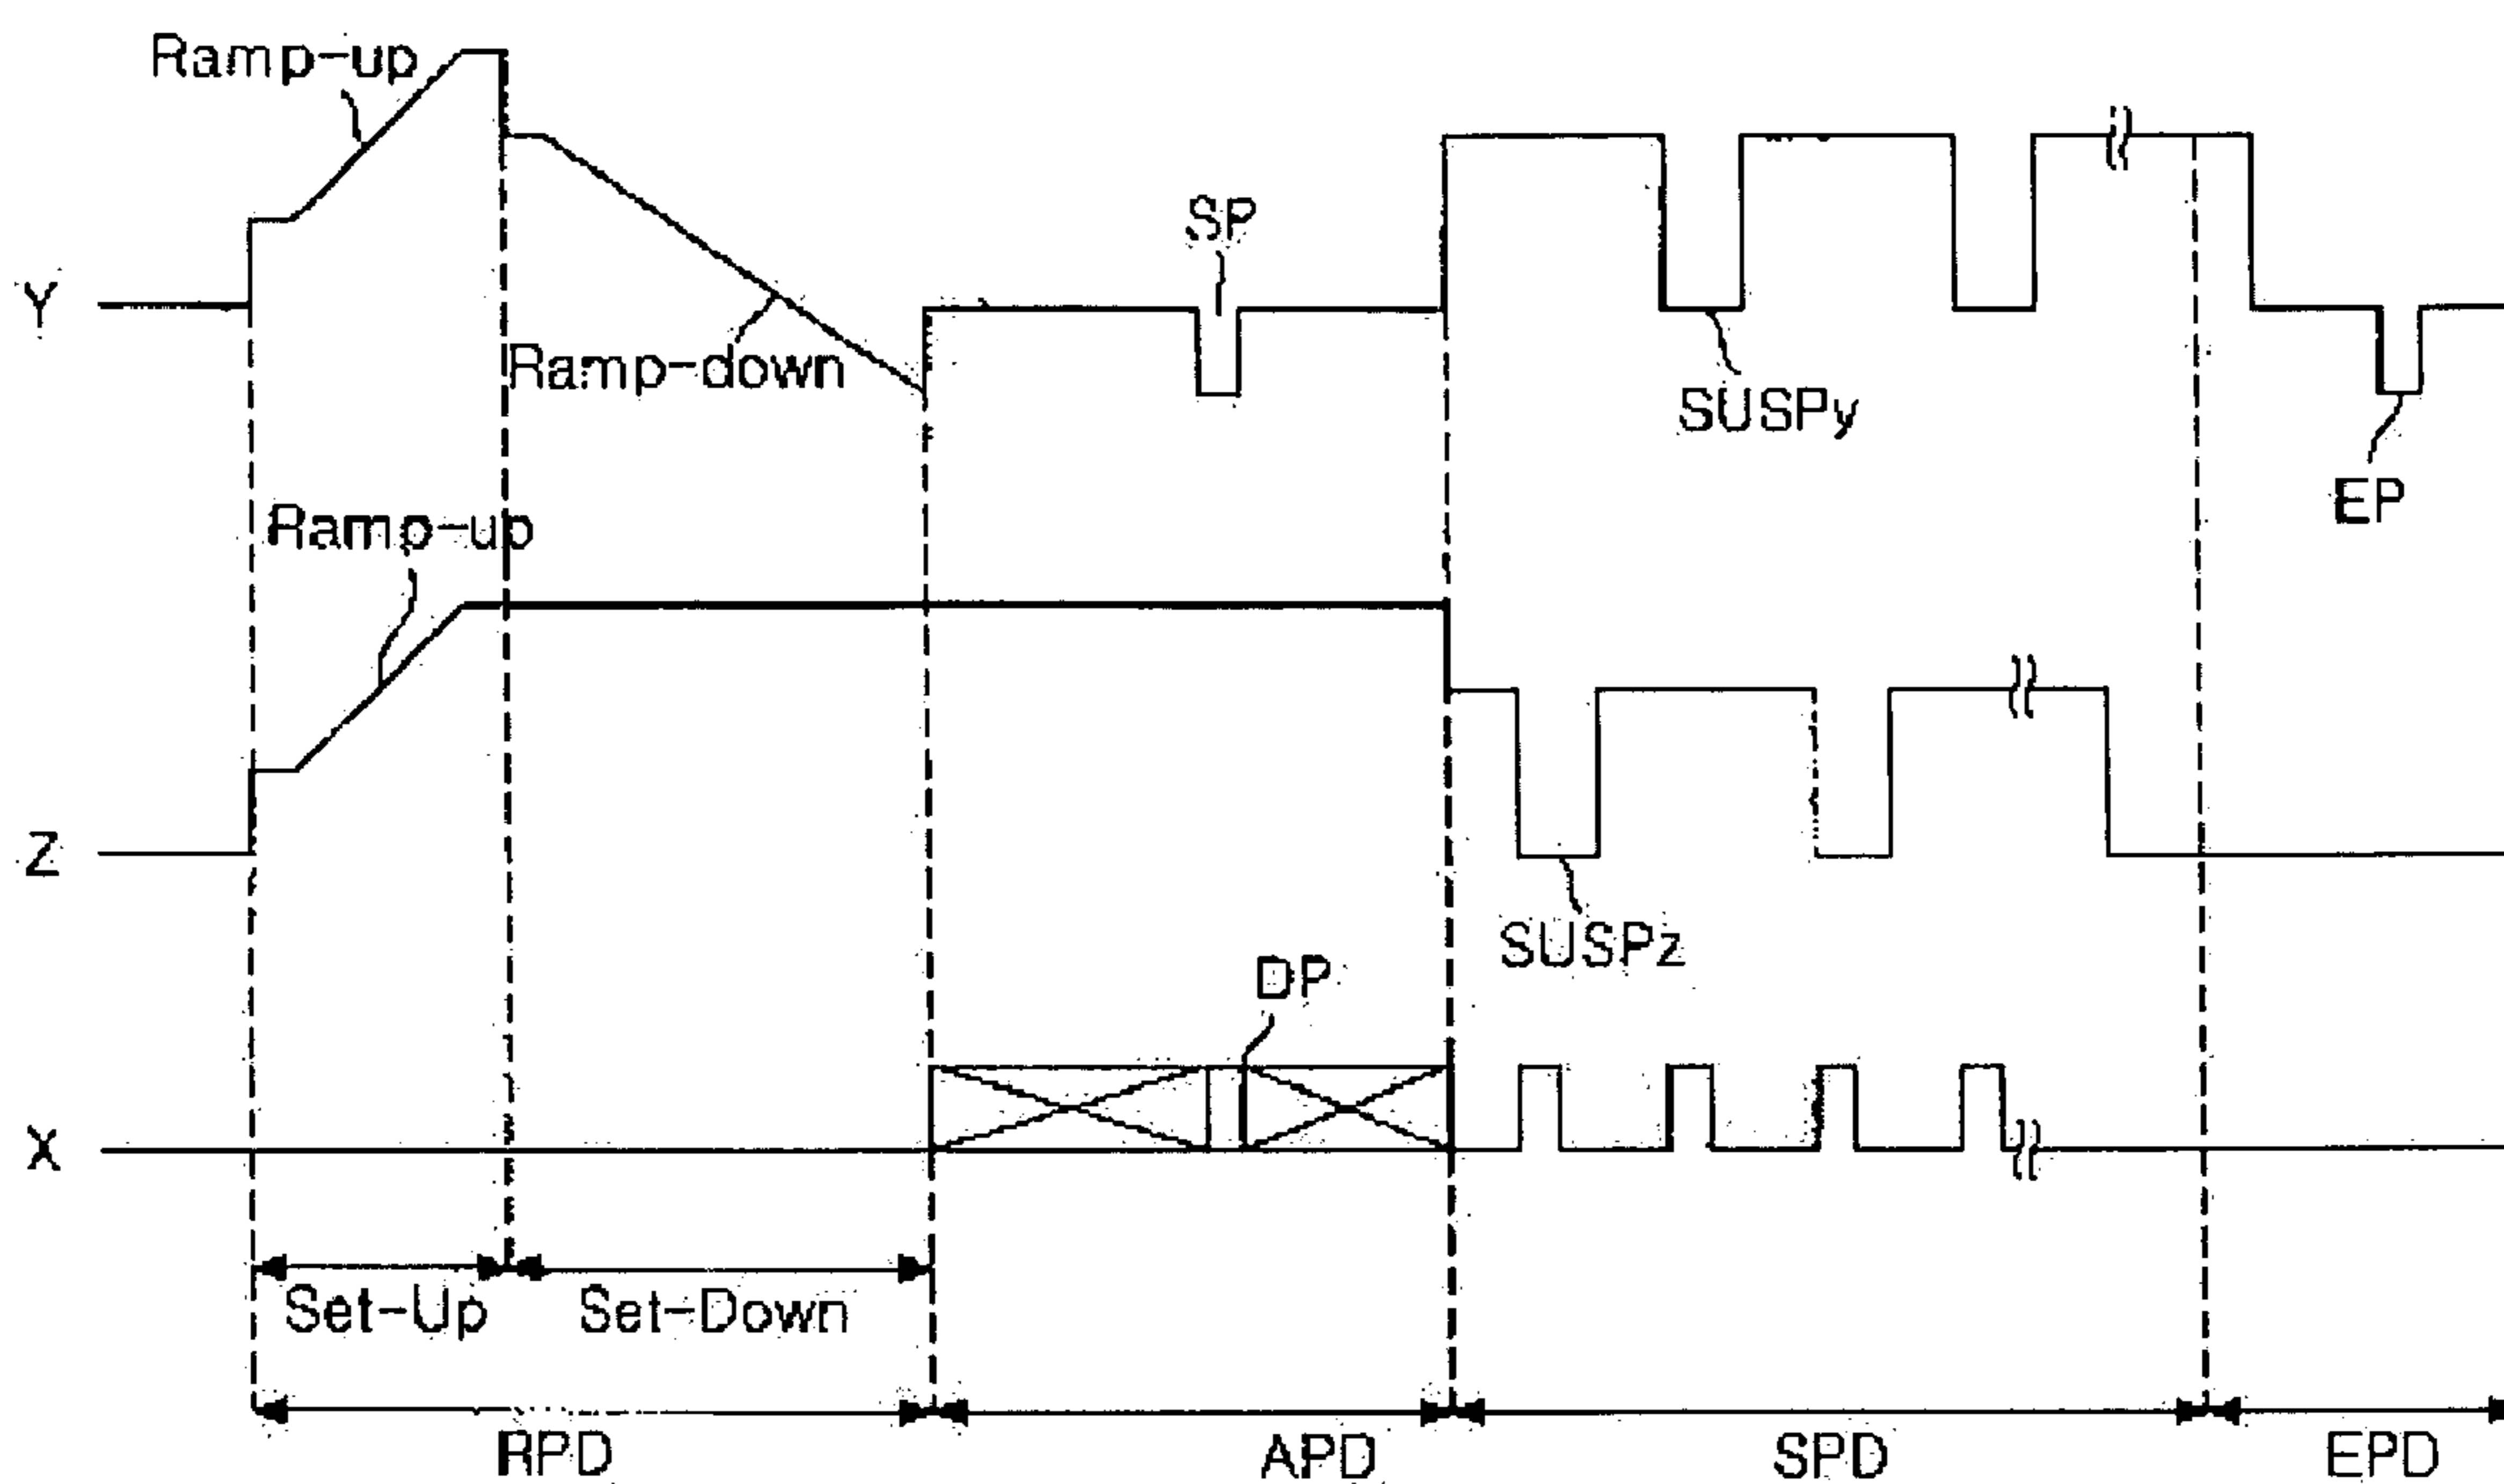 Ramp-up
SP
Y
Ramp-down
SUSPy
EP
Ramp-up
Z
SUSPz
DP
X
Set-Up
Set-Down
RPD
APD
SPD
EPD